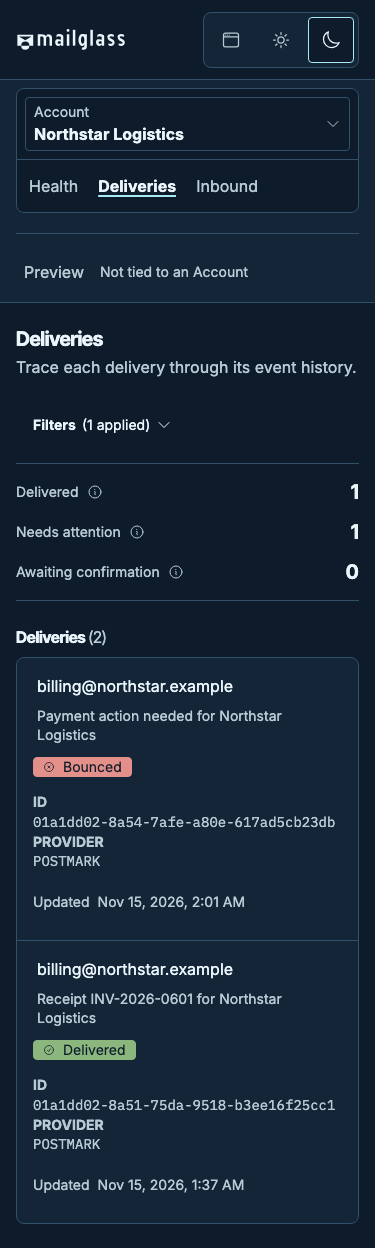 mailglass
Account
Northstar Logistics
Health Deliveries Inbound
Preview Not tied to an Account
Deliveries
Trace each delivery through its event history.
Filters (1 applied)
Delivered 1
Needs attention 1
Awaiting confirmation 0
Deliveries (2)
billing@northstar.example
Payment action needed for Northstar
Logistics
Bounced
ID
01a1dd02-8a54-7afe-a80e-617ad5cb23db
PROVIDER
POSTMARK
Updated Nov 15, 2026, 2:01 AM
billing@northstar.example
Receipt INV-2026-0601 for Northstar
Logistics
Delivered
ID
01a1dd02-8a51-75da-9518-b3ee16f25cc1
PROVIDER
POSTMARK
Updated Nov 15, 2026, 1:37 AM